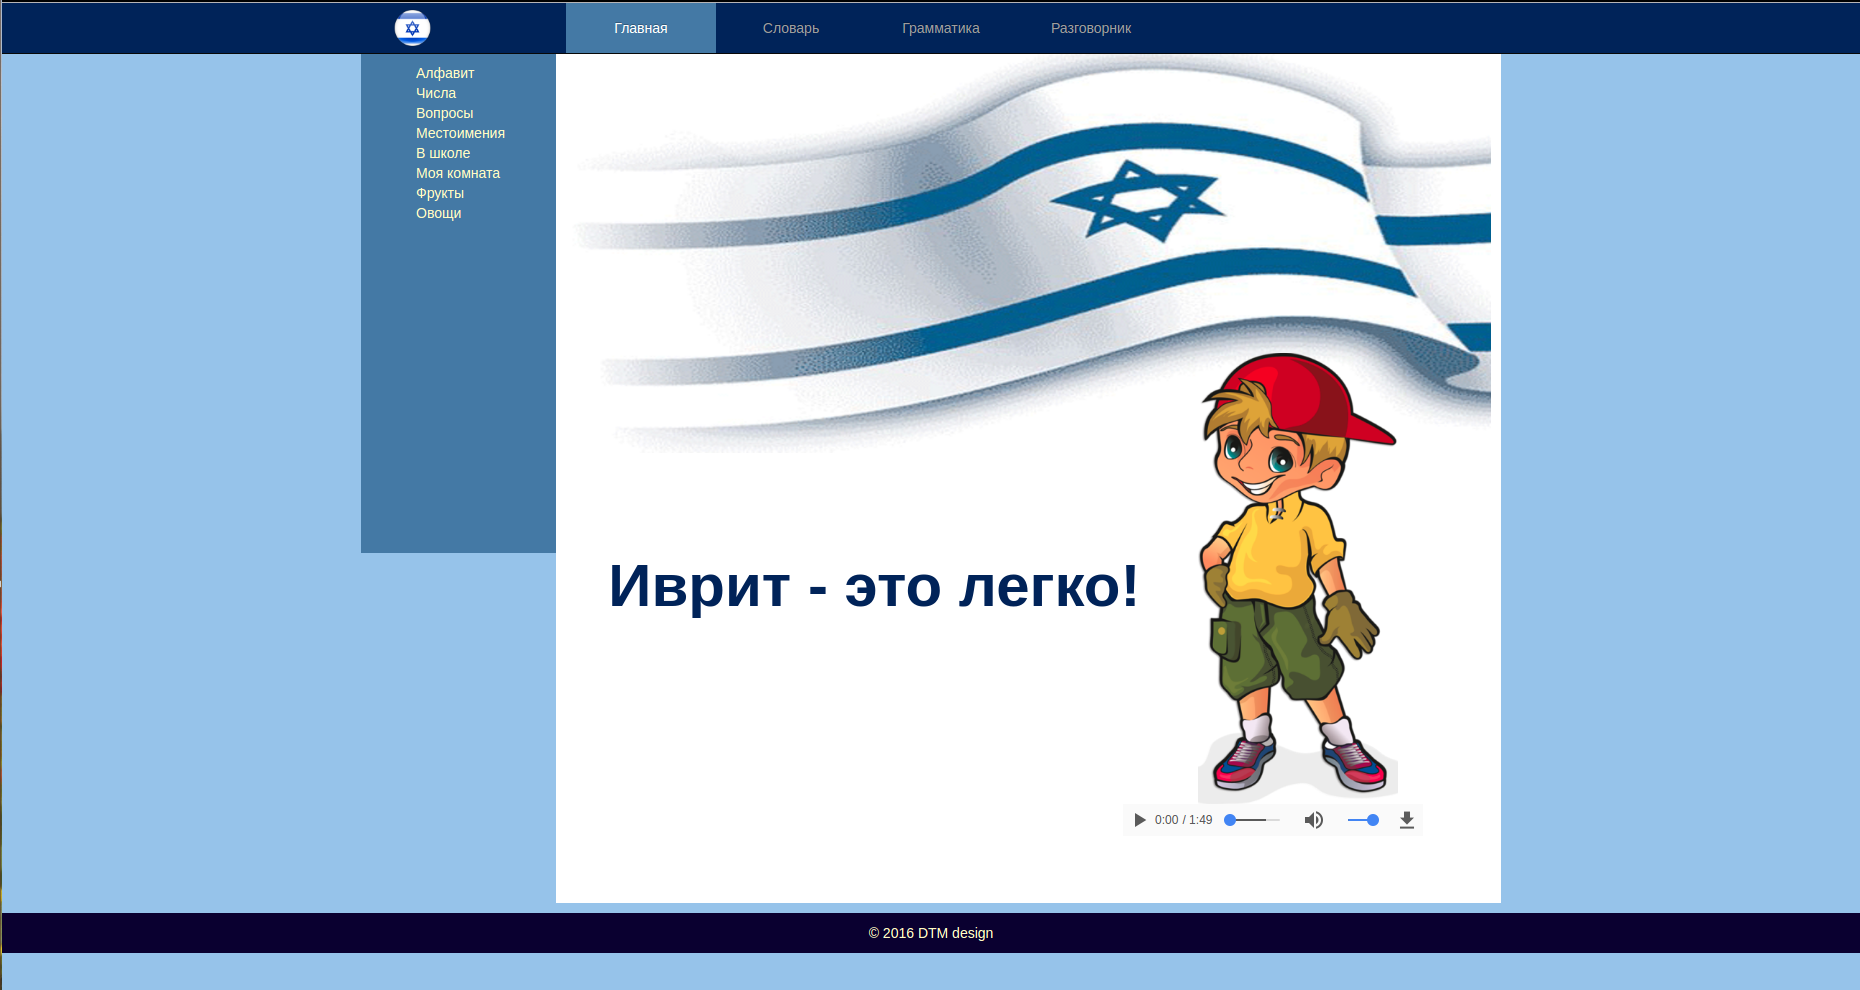 Главная Словарь Грамматика Разговорник
Алфавит
Числа
Вопросы
Местоимения
В школе
Моя комната
Фрукты
Овощи
Иврит - это легко!
0:00 / 1:49
© 2016 DTM design